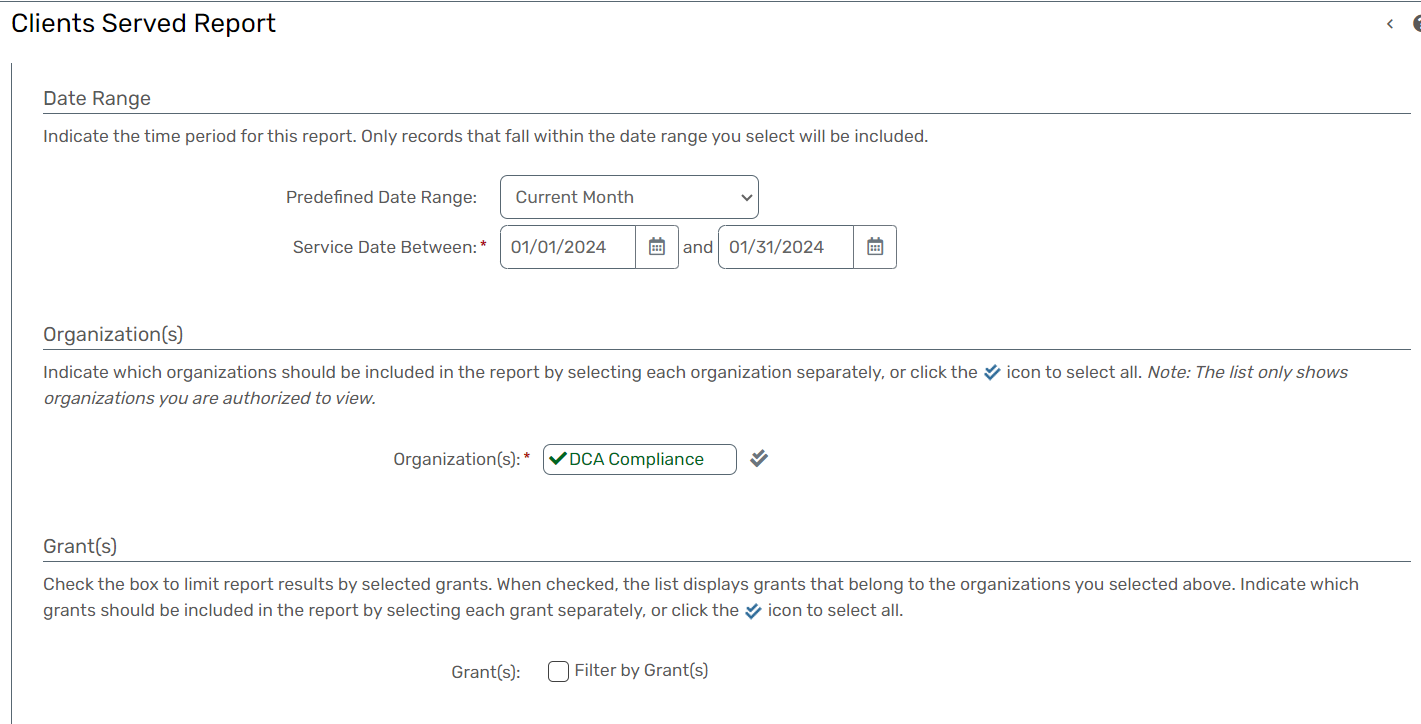 Clients Served Report
Date Range
Indicate the time period for this report. Only records that fall within the date range you select will be included.
Predefined Date Range: Current Month
Service Date Between:* 01/01/2024 and 01/31/2024
Organization(s)
Indicate which organizations should be included in the report by selecting each organization separately, or click the icon to select all. Note: The list only shows
organizations you are authorized to view.
Organization(s):* DCA Compliance
Grant(s)
Check the box to limit report results by selected grants. When checked, the list displays grants that belong to the organizations you selected above. Indicate which
grants should be included in the report by selecting each grant separately, or click the icon to select all.
Grant(s): Filter by Grant(s)